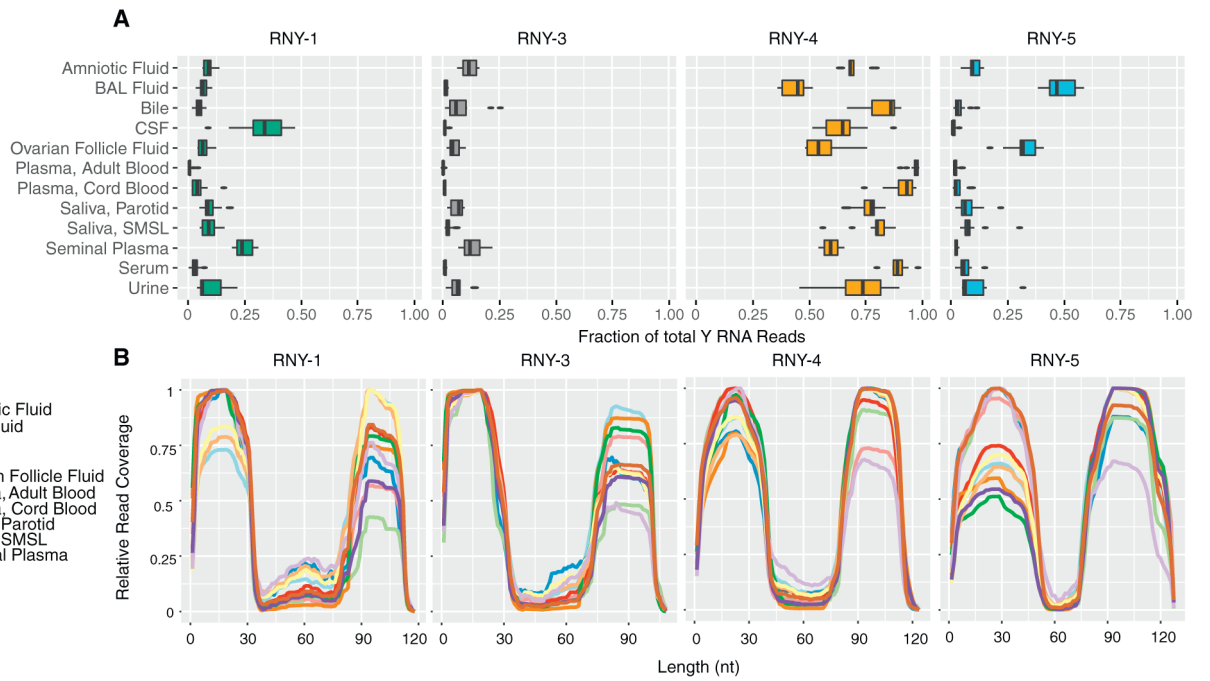 A
RNY-1 RNY-3 RNY-4 RNY-5
Amniotic Fluid
BAL Fluid
Bile
CSF
Ovarian Follicle Fluid
Plasma, Adult Blood
Plasma, Cord Blood
Saliva, Parotid
Saliva, SMSL
Seminal Plasma
Serum
Urine
0 0.25 0.50 0.75 1.00 0 0.25 0.50 0.75 1.00 0 0.25 0.50 0.75 1.00 0 0.25 0.50 0.75 1.00
Fraction of total Y RNA Reads
B
RNY-1 RNY-3 RNY-4 RNY-5
Relative Read Coverage
1
0.75
0.5
0.25
0
ic Fluid
luid
n Follicle Fluid
a, Adult Blood
a, Cord Blood
Parotid
SMSL
al Plasma
0 30 60 90 120 0 30 60 90 0 30 60 90 120 0 30 60 90 120
Length (nt)